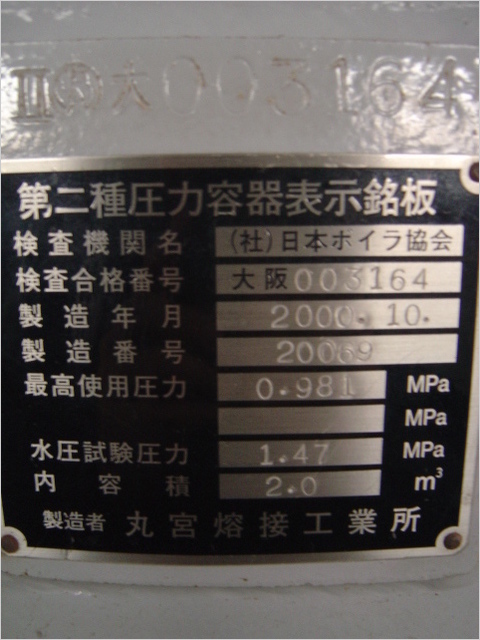 II(ホ)大003164
第二種圧力容器表示銘板
検査機関名 (社)日本ボイラ協会
検査合格番号 大阪003164
製造年月 2000.10.
製造番号 20069
最高使用圧力 0.981 MPa
MPa
水圧試験圧力 1.47 MPa
内容積 2.0 m³
製造者 丸宮熔接工業所